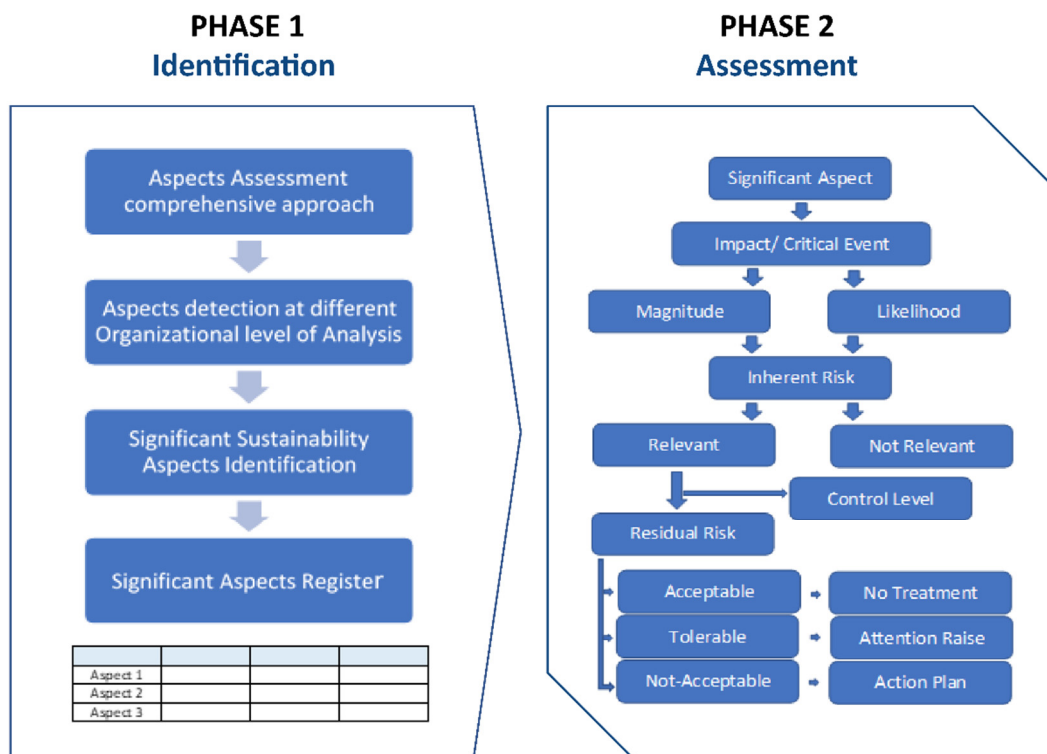 PHASE 1
Identification
Aspects Assessment
comprehensive approach
Aspects detection at different
Organizational level of Analysis
Significant Sustainability
Aspects Identification
Significant Aspects Register
Aspect 1
Aspect 2
Aspect 3
PHASE 2
Assessment
Significant Aspect
Impact/ Critical Event
Magnitude
Likelihood
Inherent Risk
Relevant
Not Relevant
Control Level
Residual Risk
Acceptable
No Treatment
Tolerable
Attention Raise
Not-Acceptable
Action Plan